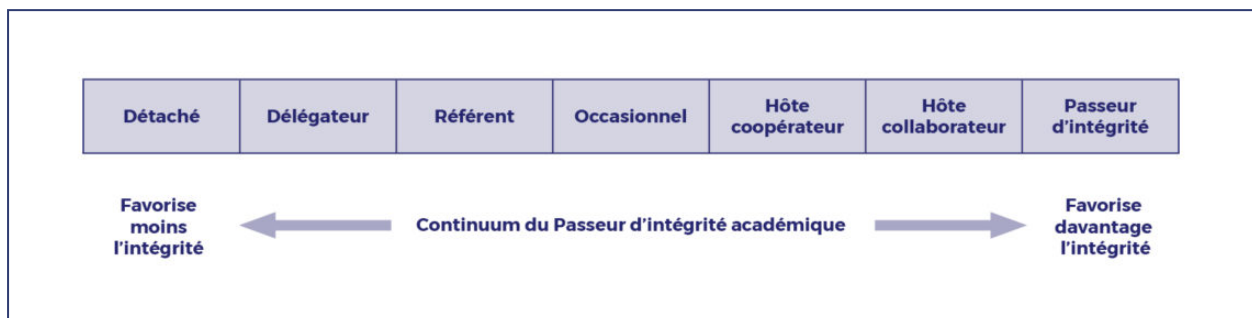 Détaché
Délégateur
Référent
Occasionnel
Hôte
coopérateur
Hôte
collaborateur
Passeur
d'intégrité
Favorise
moins
l'intégrité
Continuum du Passeur d'intégrité académique
Favorise
davantage
l'intégrité